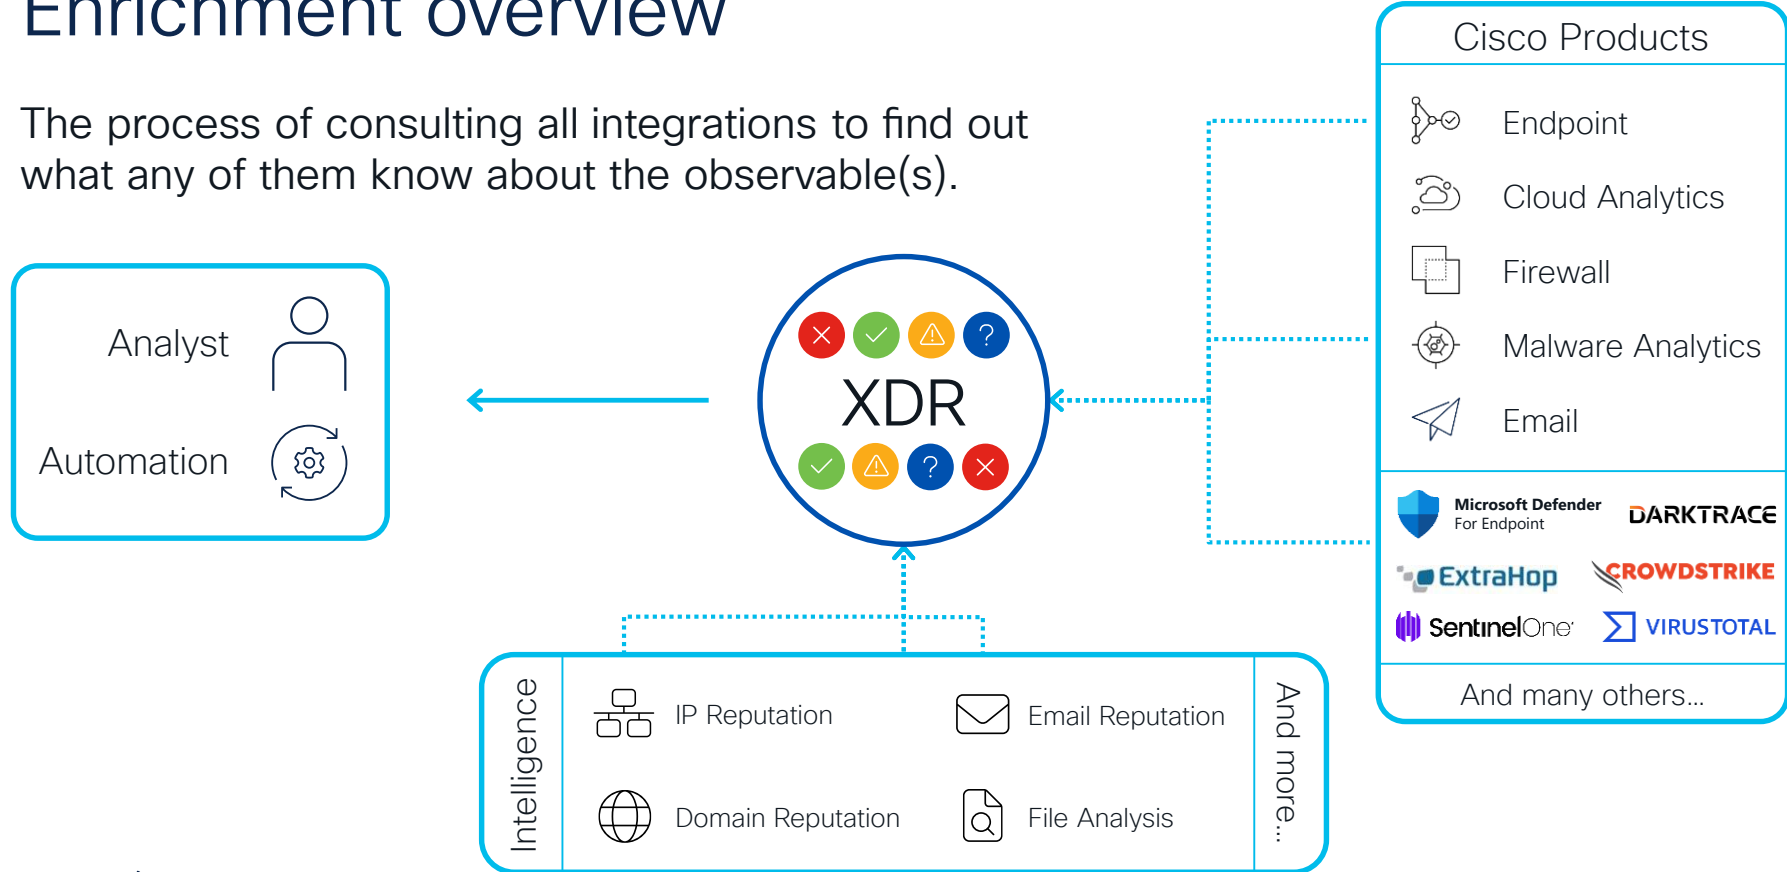 Enrichment overview
The process of consulting all integrations to find out
what any of them know about the observable(s).
Analyst
Automation
XDR
Cisco Products
Endpoint
Cloud Analytics
Firewall
Malware Analytics
Email
Microsoft Defender
For Endpoint
DARKTRACE
ExtraHop
CROWDSTRIKE
SentinelOne
VIRUSTOTAL
And many others...
Intelligence
IP Reputation
Email Reputation
Domain Reputation
File Analysis
And more...